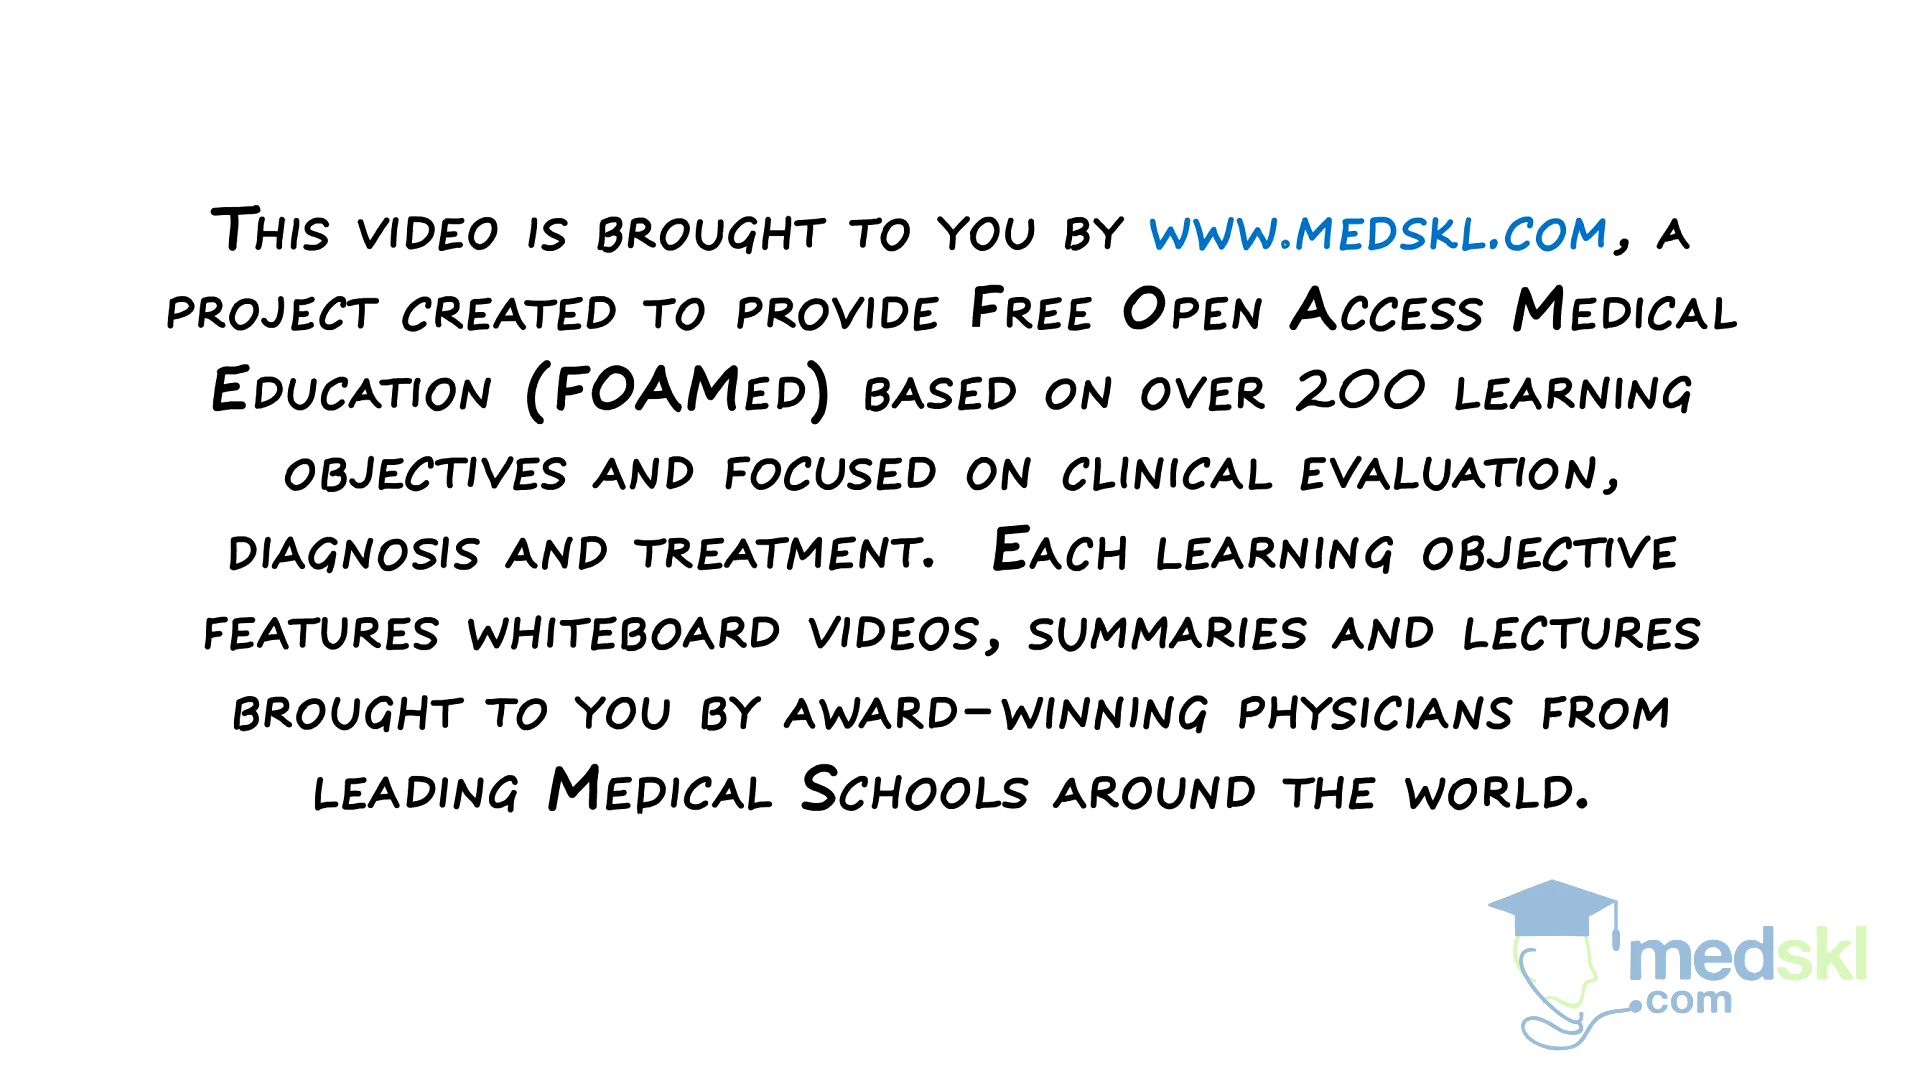 This video is brought to you by www.medskl.com, a
project created to provide Free Open Access Medical
Education (FOAMed) based on over 200 learning
objectives and focused on clinical evaluation,
diagnosis and treatment.  Each learning objective
features whiteboard videos, summaries and lectures
brought to you by award-winning physicians from
leading Medical Schools around the world.
medskl
.com